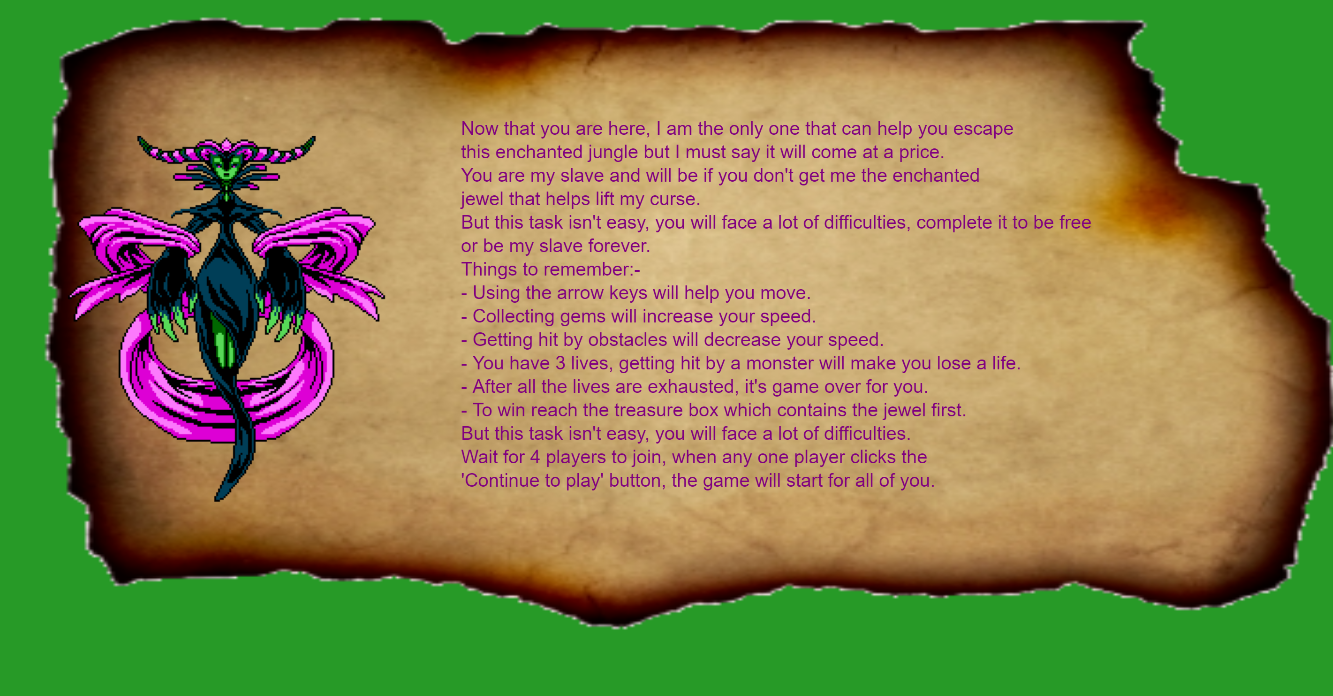 Now that you are here, I am the only one that can help you escape
this enchanted jungle but I must say it will come at a price.
You are my slave and will be if you don't get me the enchanted
jewel that helps lift my curse.
But this task isn't easy, you will face a lot of difficulties, complete it to be free
or be my slave forever.
Things to remember:-
- Using the arrow keys will help you move.
- Collecting gems will increase your speed.
- Getting hit by obstacles will decrease your speed.
- You have 3 lives, getting hit by a monster will make you lose a life.
- After all the lives are exhausted, it's game over for you.
- To win reach the treasure box which contains the jewel first.
But this task isn't easy, you will face a lot of difficulties.
Wait for 4 players to join, when any one player clicks the
'Continue to play' button, the game will start for all of you.